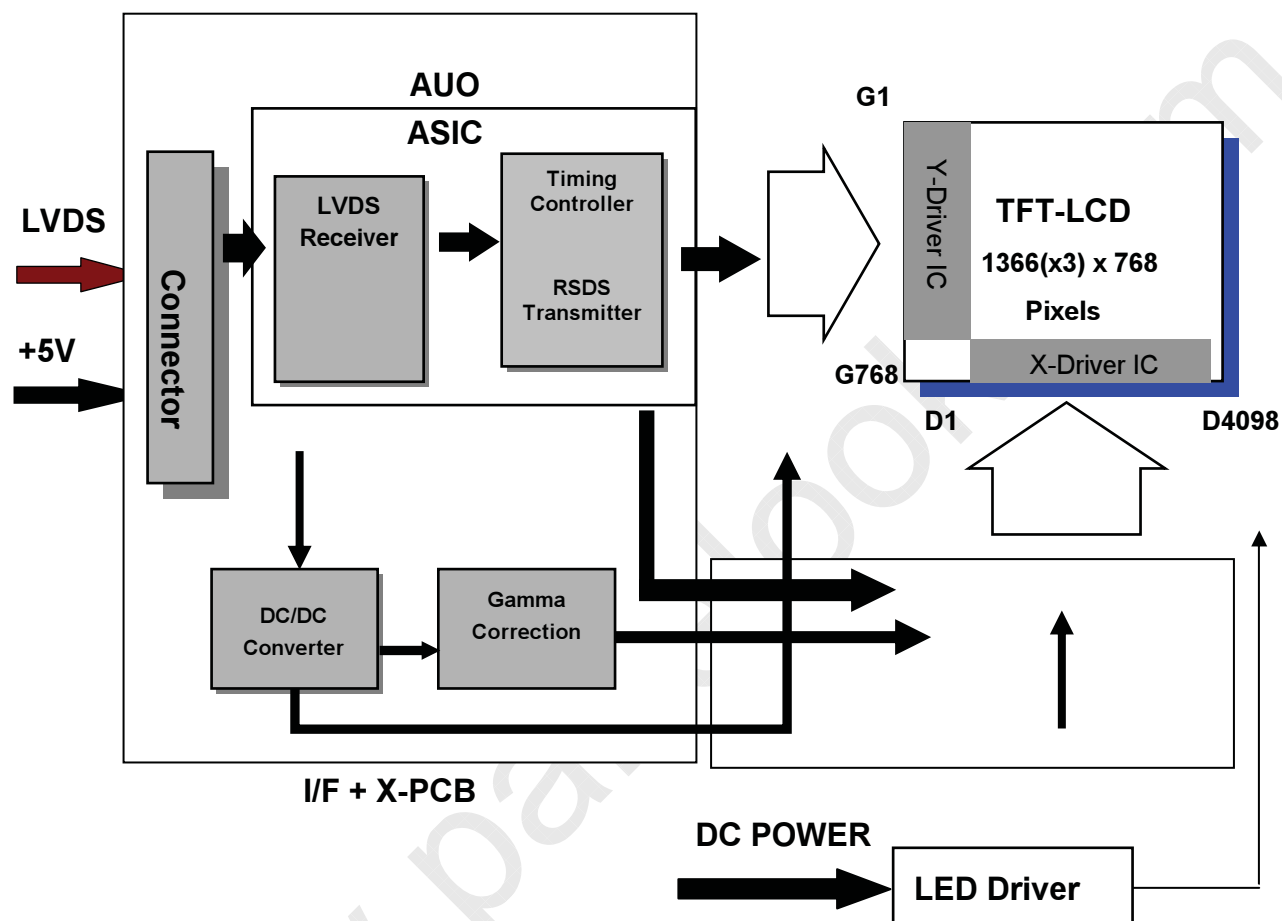 AUO
ASIC
LVDS
+5V
Connector
LVDS
Receiver
Timing
Controller
RSDS
Transmitter
G1
G768
Y-Driver IC
TFT-LCD
1366(x3) x 768
Pixels
X-Driver IC
D1
D4098
DC/DC
Converter
Gamma
Correction
I/F + X-PCB
DC POWER
LED Driver